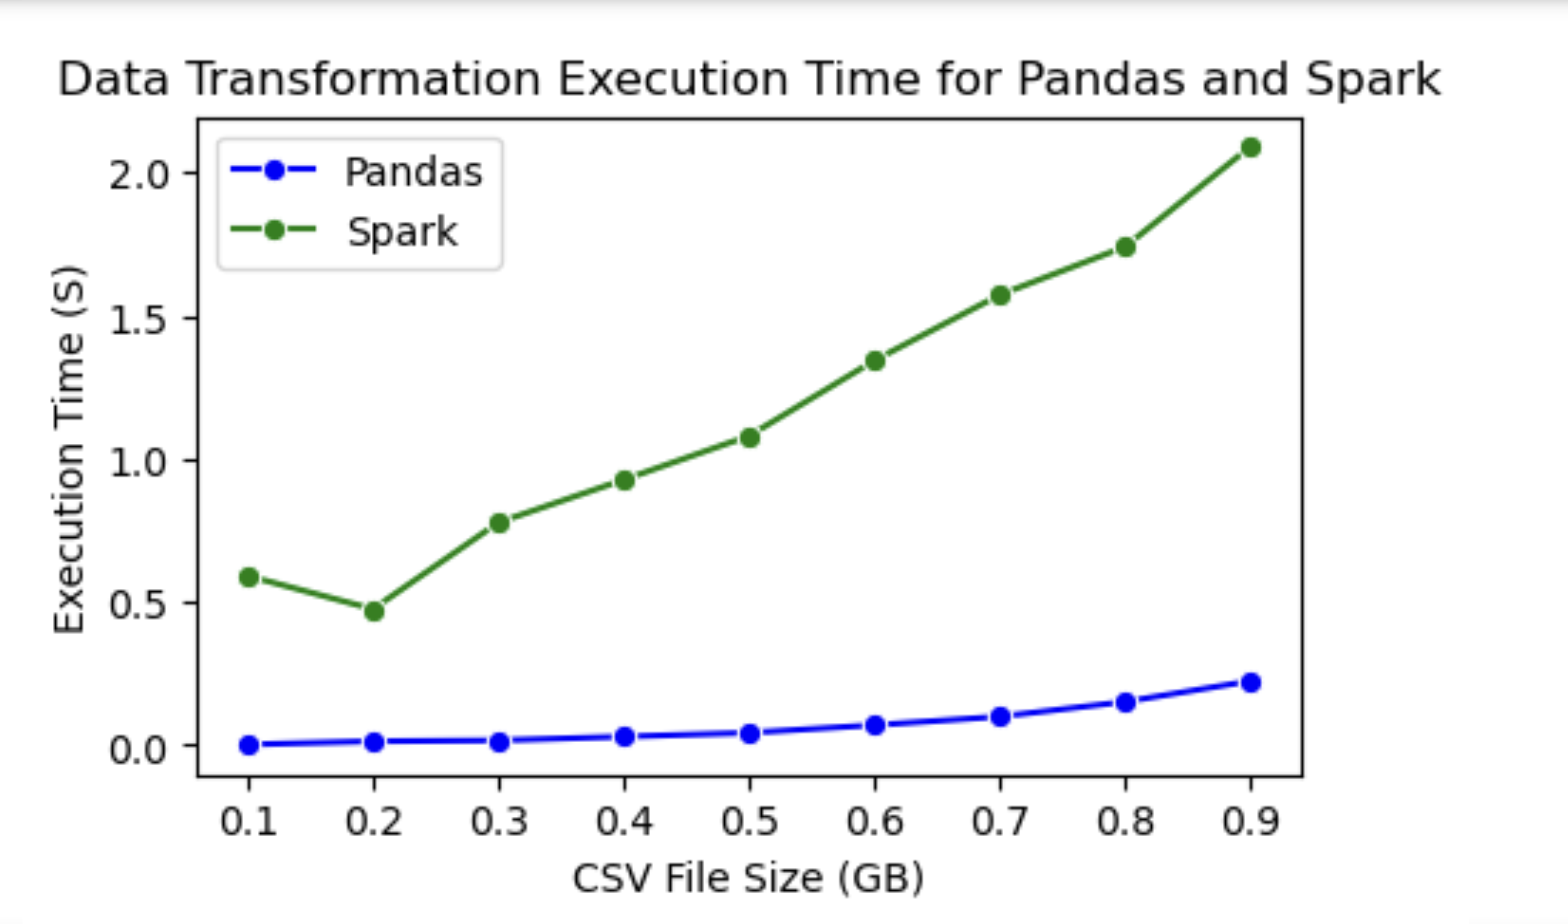 Data Transformation Execution Time for Pandas and Spark
Pandas
Spark
Execution Time (S)
2.0
1.5
1.0
0.5
0.0
0.1 0.2 0.3 0.4 0.5 0.6 0.7 0.8 0.9
CSV File Size (GB)